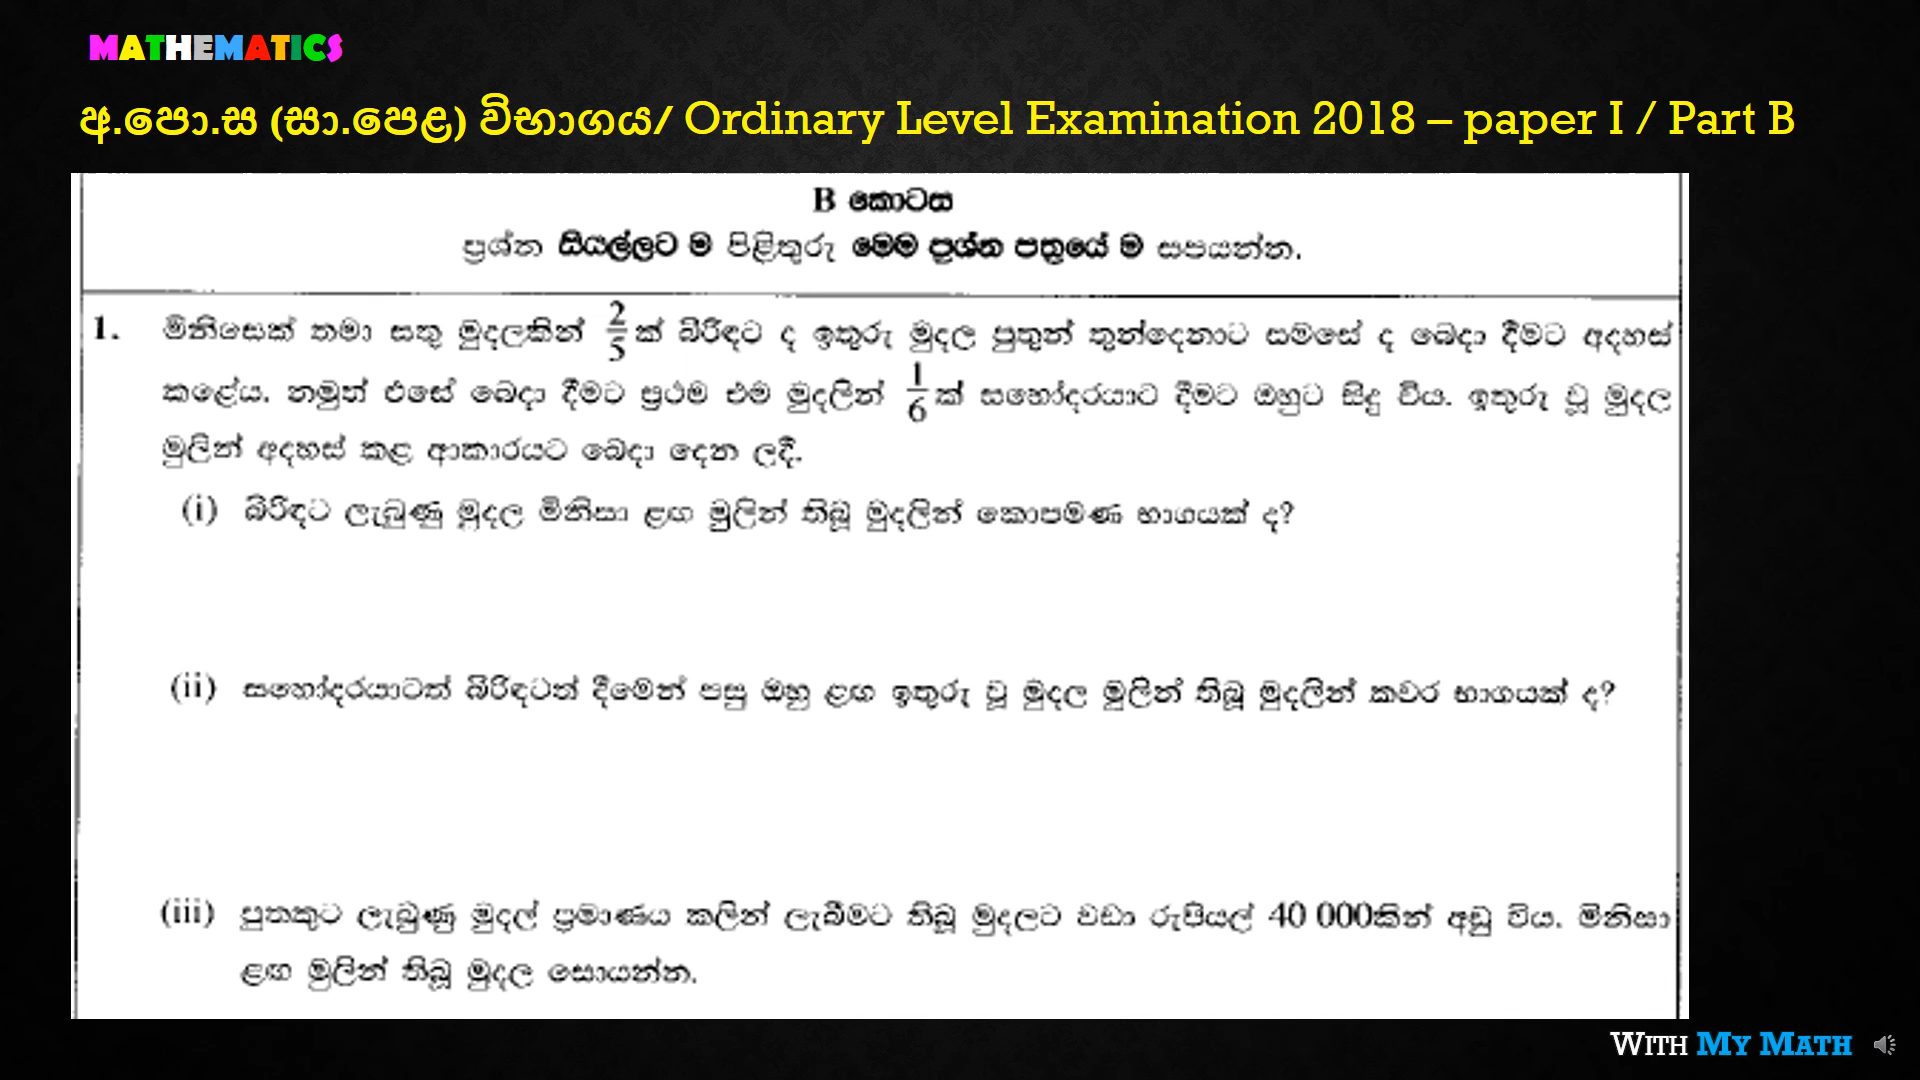 MATHEMATICS
අ.පො.ස (සා.පෙළ) විභාගය/ Ordinary Level Examination 2018 – paper I / Part B
B කොටස
ප්‍රශ්න සියල්ලට ම පිළිතුරු මෙම ප්‍රශ්න පත්‍රයේ ම සපයන්න.
1. මිනිසෙක් තමා සතු මුදලකින් 2/5 ක් බිරිඳට ද ඉතුරු මුදල පුතුන් තුන්දෙනාට සමසේ ද බෙදා දීමට අදහස්
කළේය. නමුත් එසේ බෙදා දීමට ප්‍රථම එම මුදලින් 1/6 ක් සහෝදරයාට දීමට ඔහුට සිදු විය. ඉතුරු වූ මුදල
මුලින් අදහස් කළ ආකාරයට බෙදා දෙන ලදී.
(i) බිරිඳට ලැබුණු මුදල මිනිසා ළඟ මුලින් තිබූ මුදලින් කොපමණ භාගයක් ද?
(ii) සහෝදරයාටත් බිරිඳටත් දීමෙන් පසු ඔහු ළඟ ඉතුරු වූ මුදල මුලින් තිබූ මුදලින් කවර භාගයක් ද?
(iii) පුතකුට ලැබුණු මුදල් ප්‍රමාණය කලින් ලැබීමට තිබූ මුදලට වඩා රුපියල් 40 000කින් අඩු විය. මිනිසා
ළඟ මුලින් තිබූ මුදල සොයන්න.
WITH MY MATH